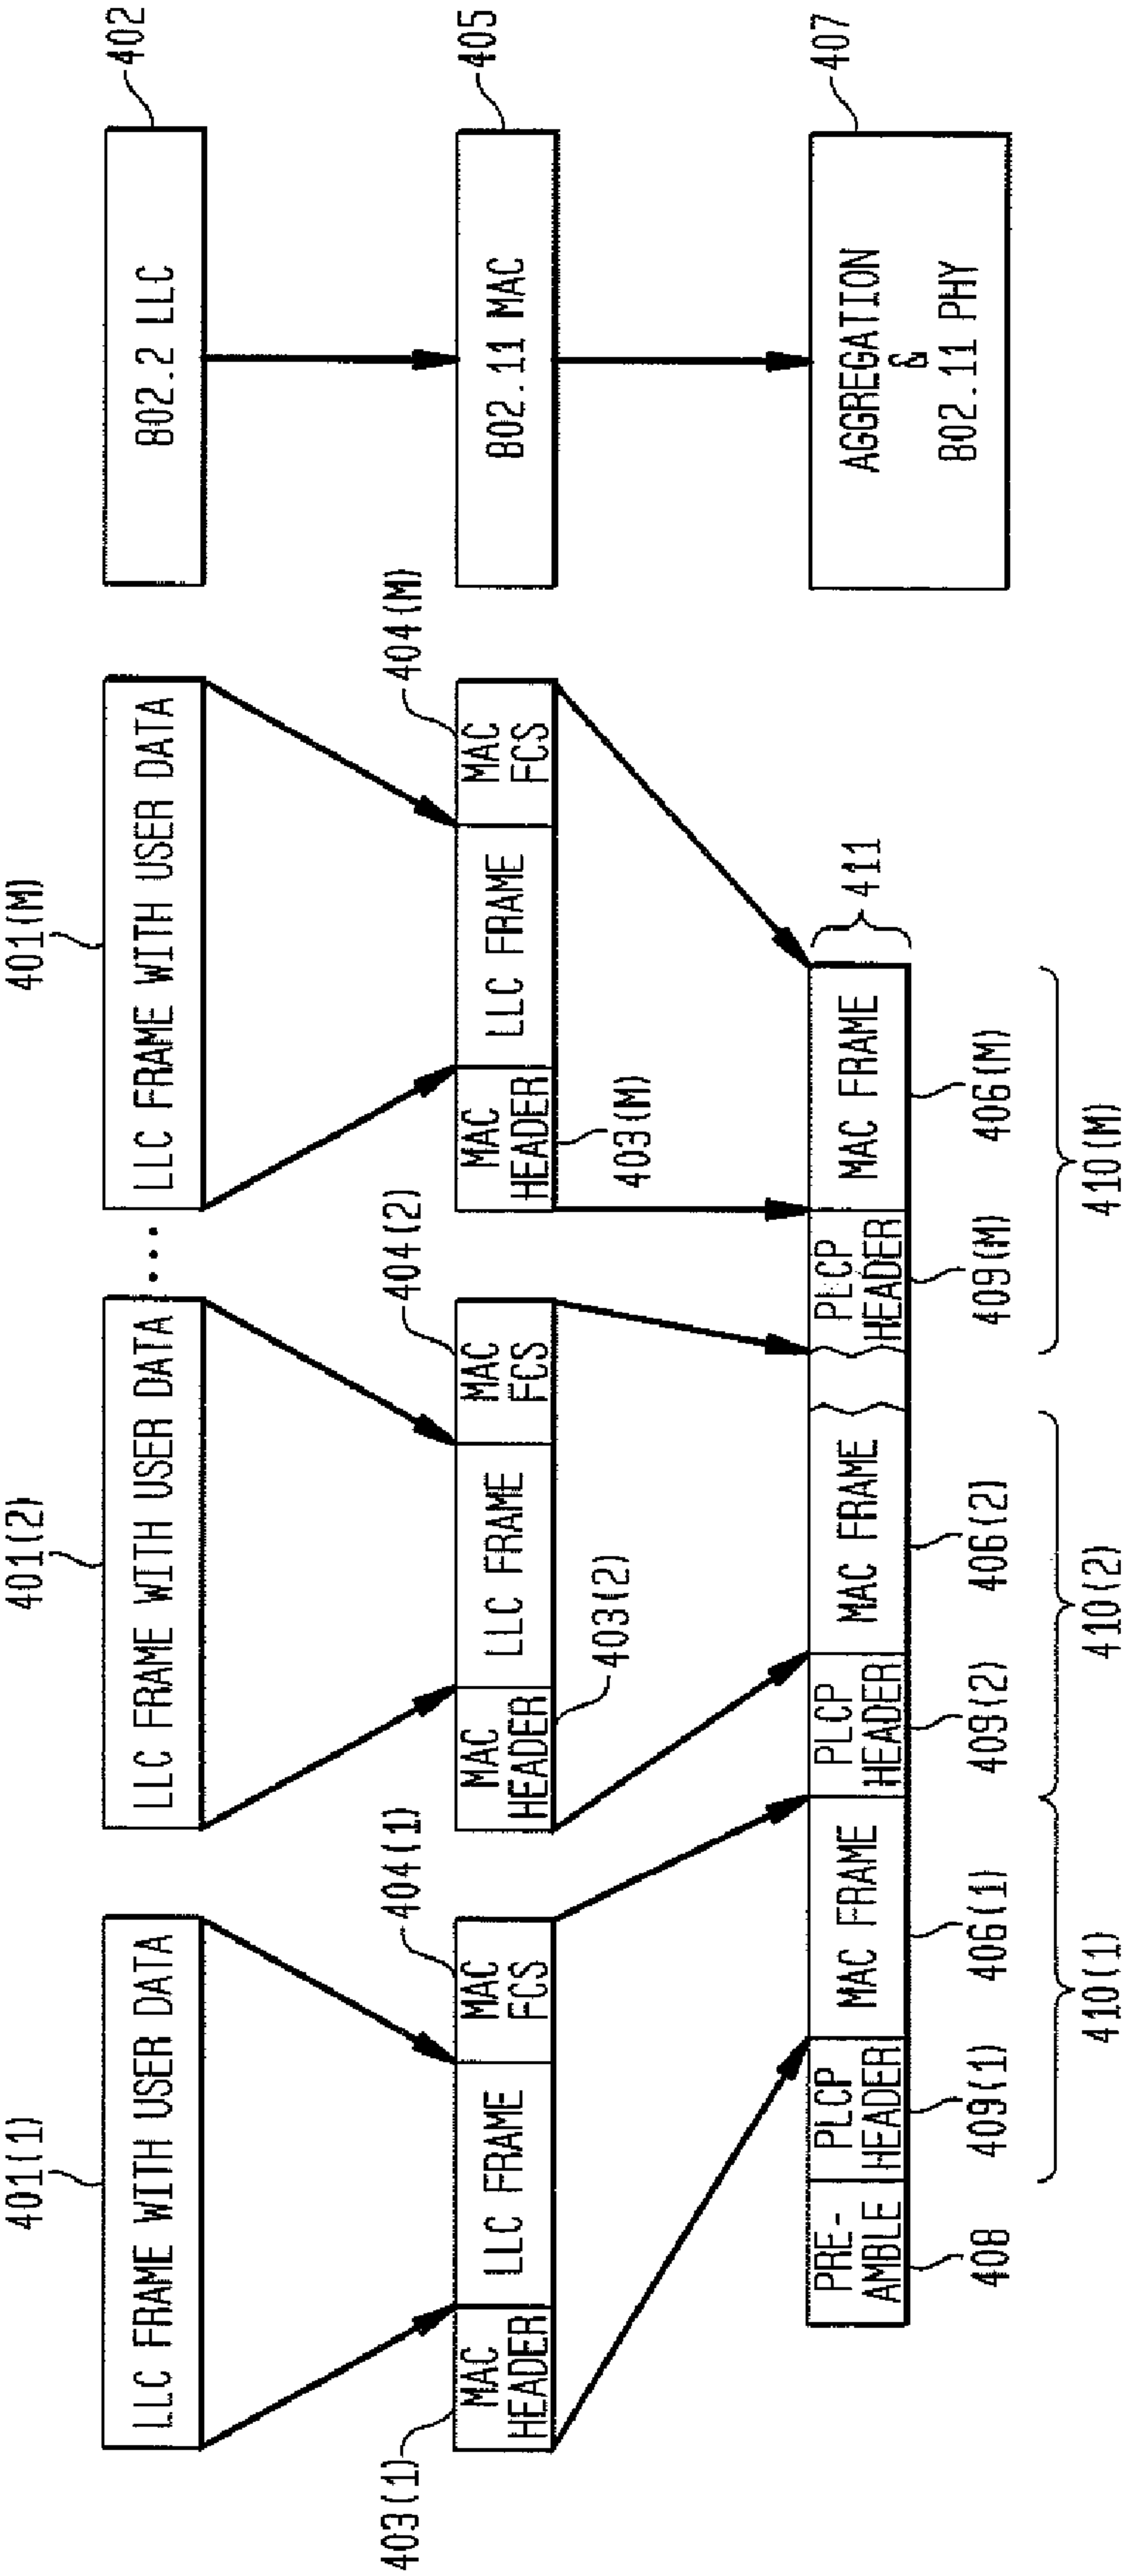 401(1)
401(2)
401(M)
LLC FRAME WITH USER DATA
LLC FRAME WITH USER DATA
...
LLC FRAME WITH USER DATA
802.2 LLC
402
403(1)
MAC
HEADER
LLC FRAME
MAC
FCS
404(1)
MAC
HEADER
403(2)
LLC FRAME
MAC
FCS
404(2)
MAC
HEADER
403(M)
LLC FRAME
MAC
FCS
404(M)
802.11 MAC
405
PRE-
AMBLE
PLCP
HEADER
MAC FRAME
PLCP
HEADER
MAC FRAME
PLCP
HEADER
MAC FRAME
411
AGGREGATION
&
802.11 PHY
407
408
409(1)
406(1)
409(2)
406(2)
409(M)
406(M)
410(1)
410(2)
410(M)